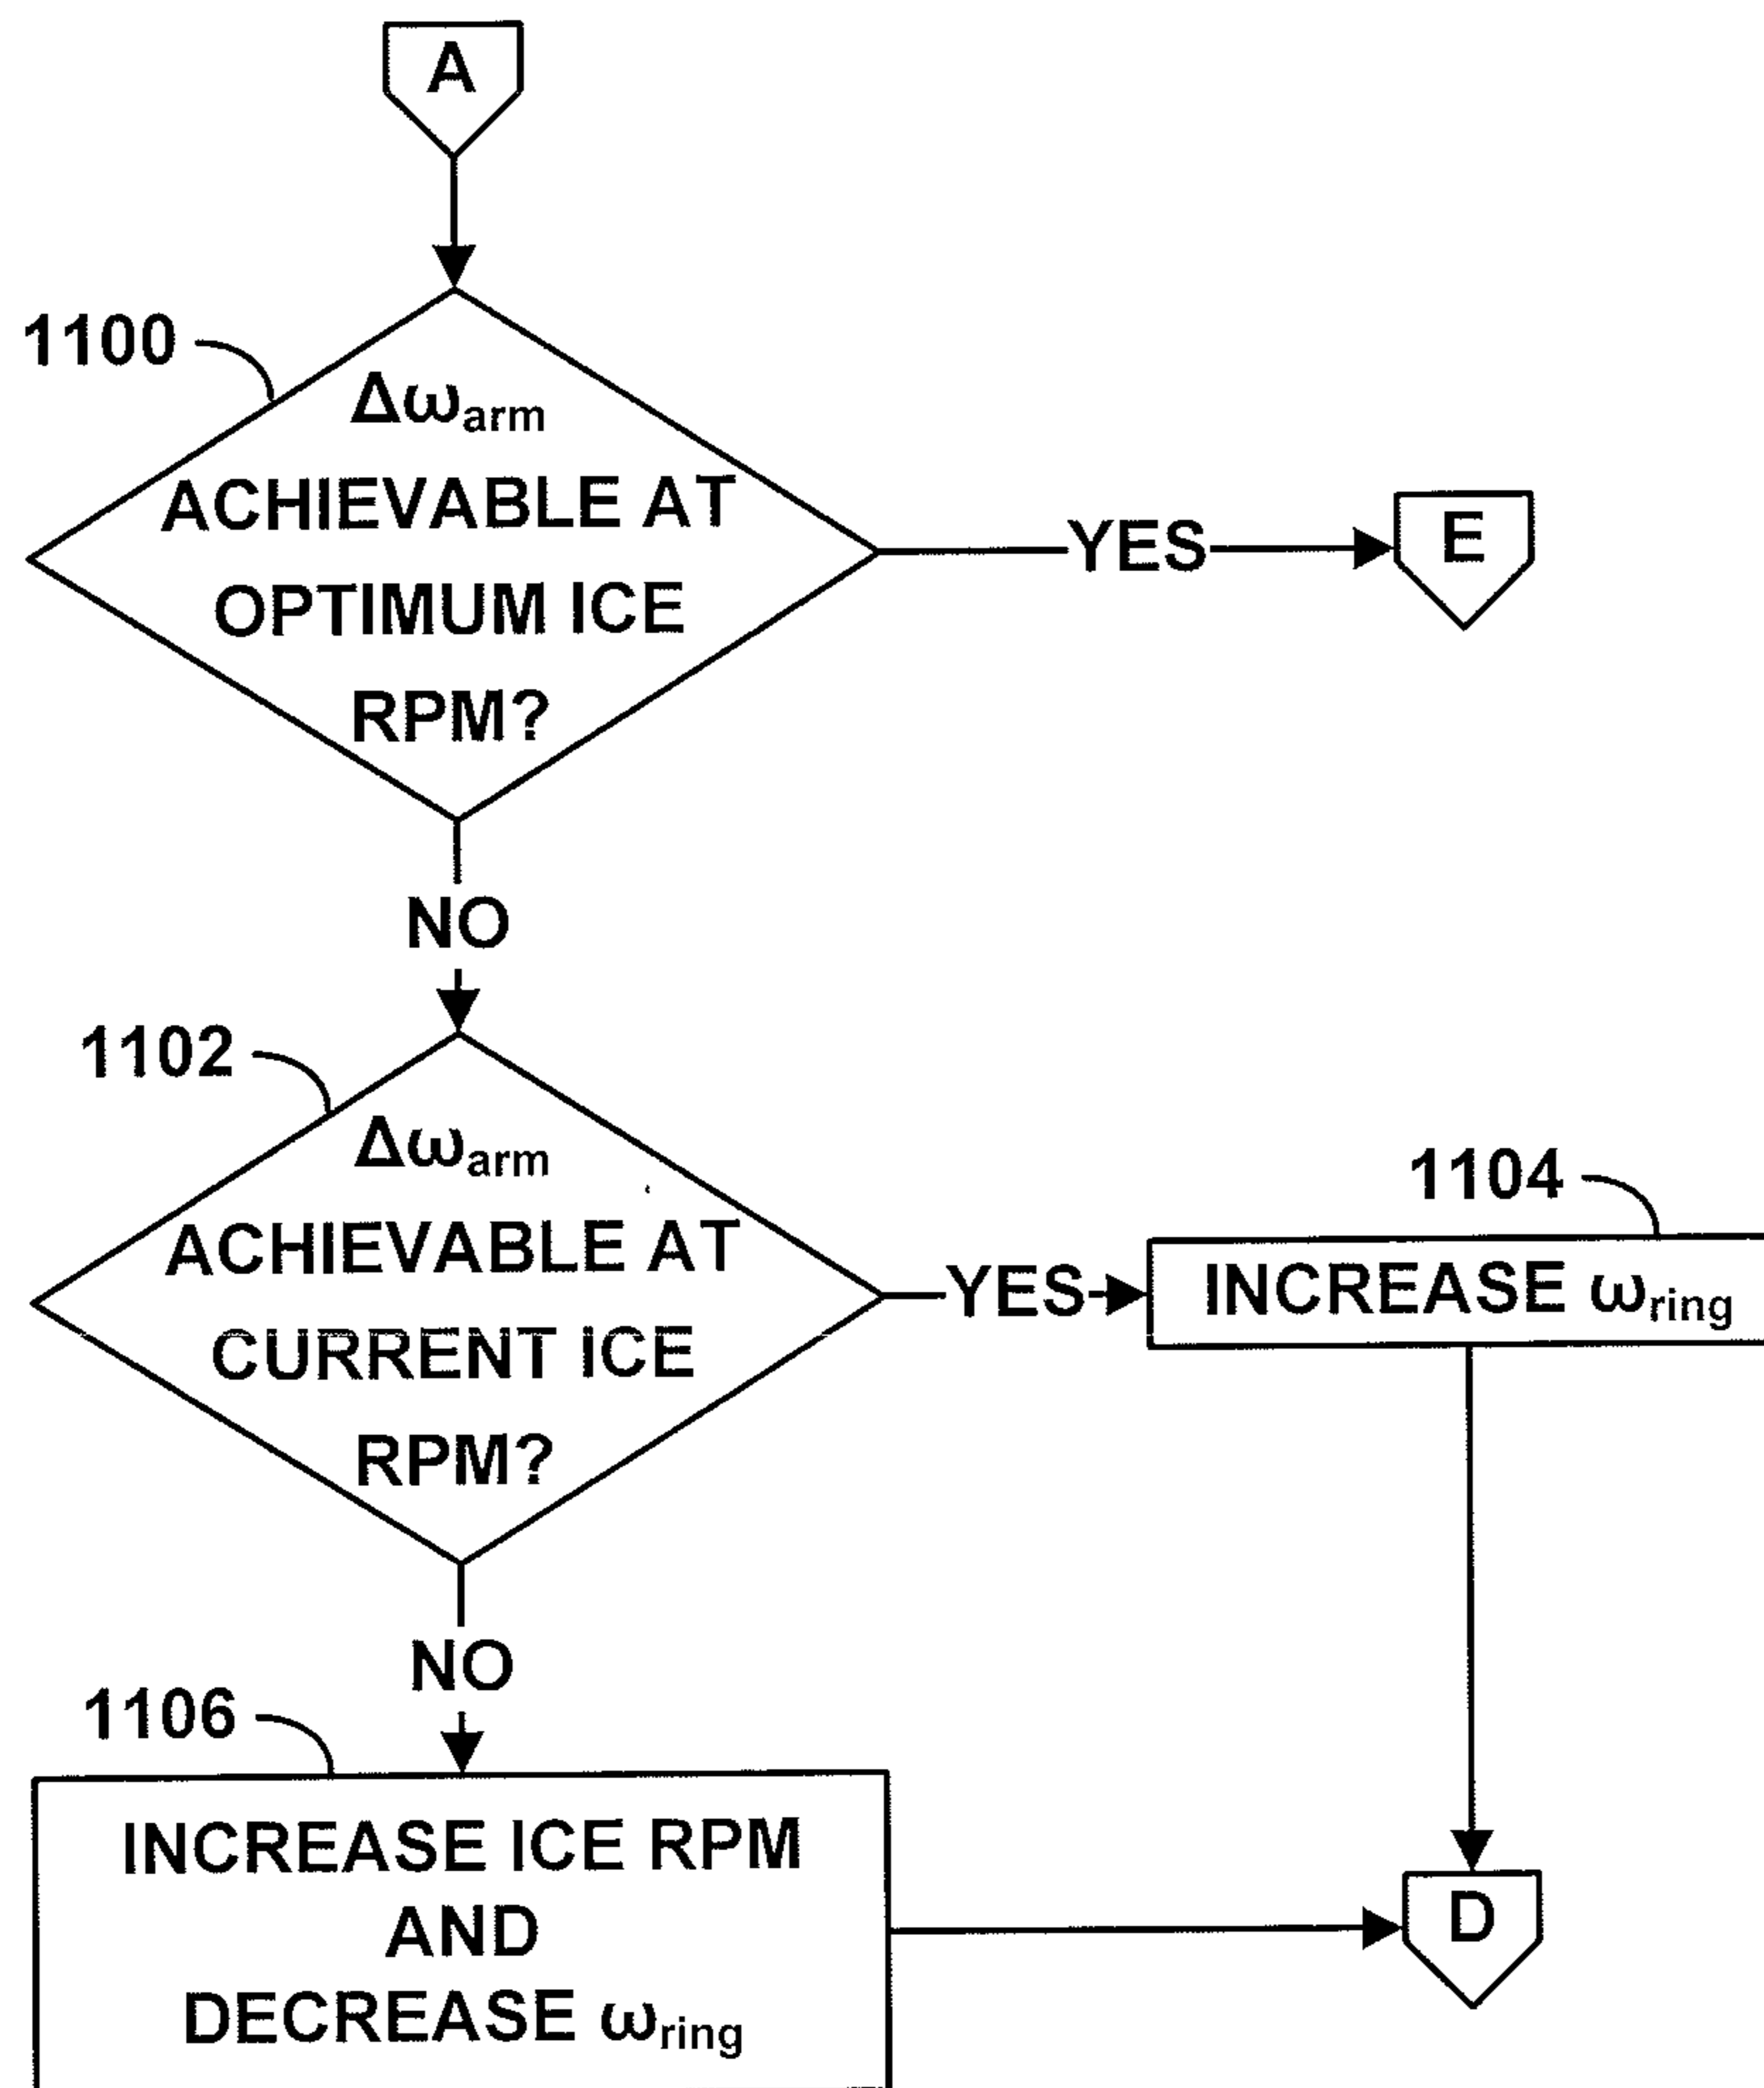 A
1100
Δω_arm
ACHIEVABLE AT
OPTIMUM ICE
RPM?
YES
E
NO
1102
Δω_arm
ACHIEVABLE AT
CURRENT ICE
RPM?
YES
1104
INCREASE ω_ring
NO
1106
INCREASE ICE RPM
AND
DECREASE ω_ring
D